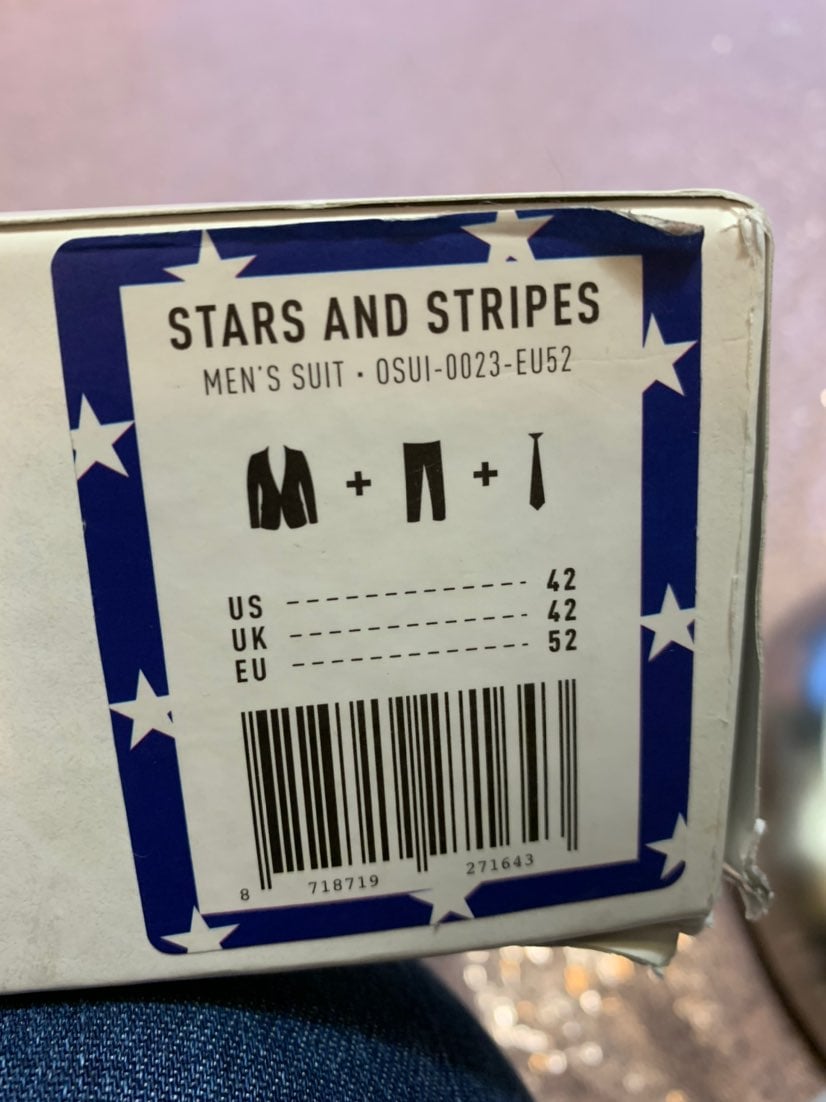 STARS AND STRIPES
MEN'S SUIT · OSUI-0023-EU52
+ +
US ------------- 42
UK ------------- 42
EU ------------- 52
8 718719 271643